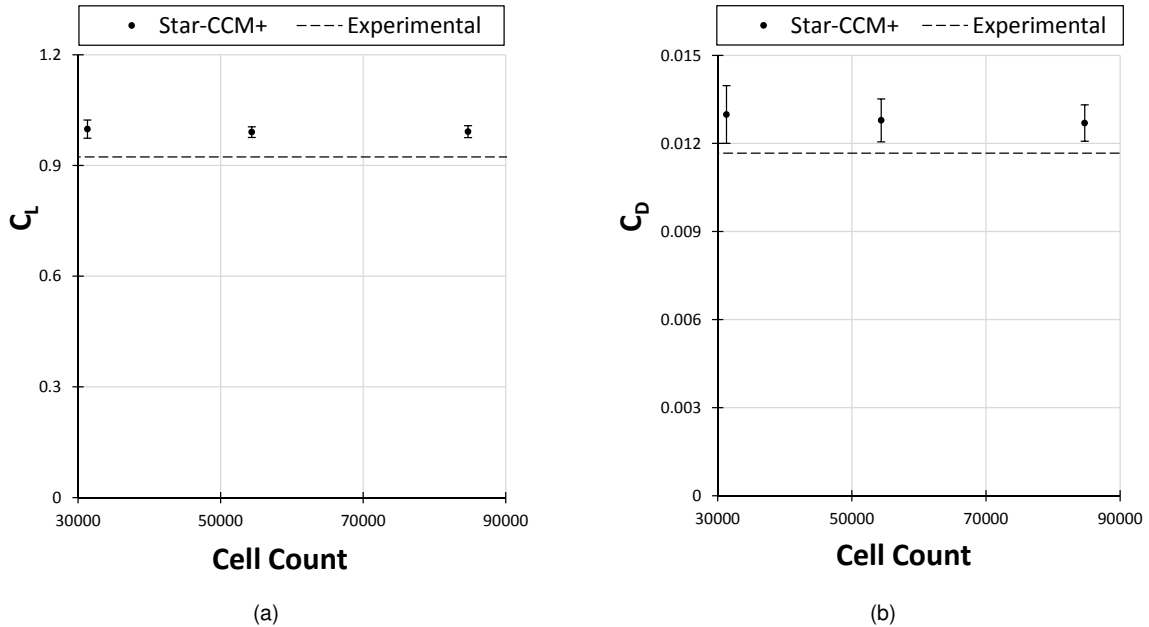 Star-CCM+ Experimental
1.2
0.9
0.6
0.3
0
C_L
30000 50000 70000 90000
Cell Count
(a)
Star-CCM+ Experimental
0.015
0.012
0.009
0.006
0.003
0
C_D
30000 50000 70000 90000
Cell Count
(b)